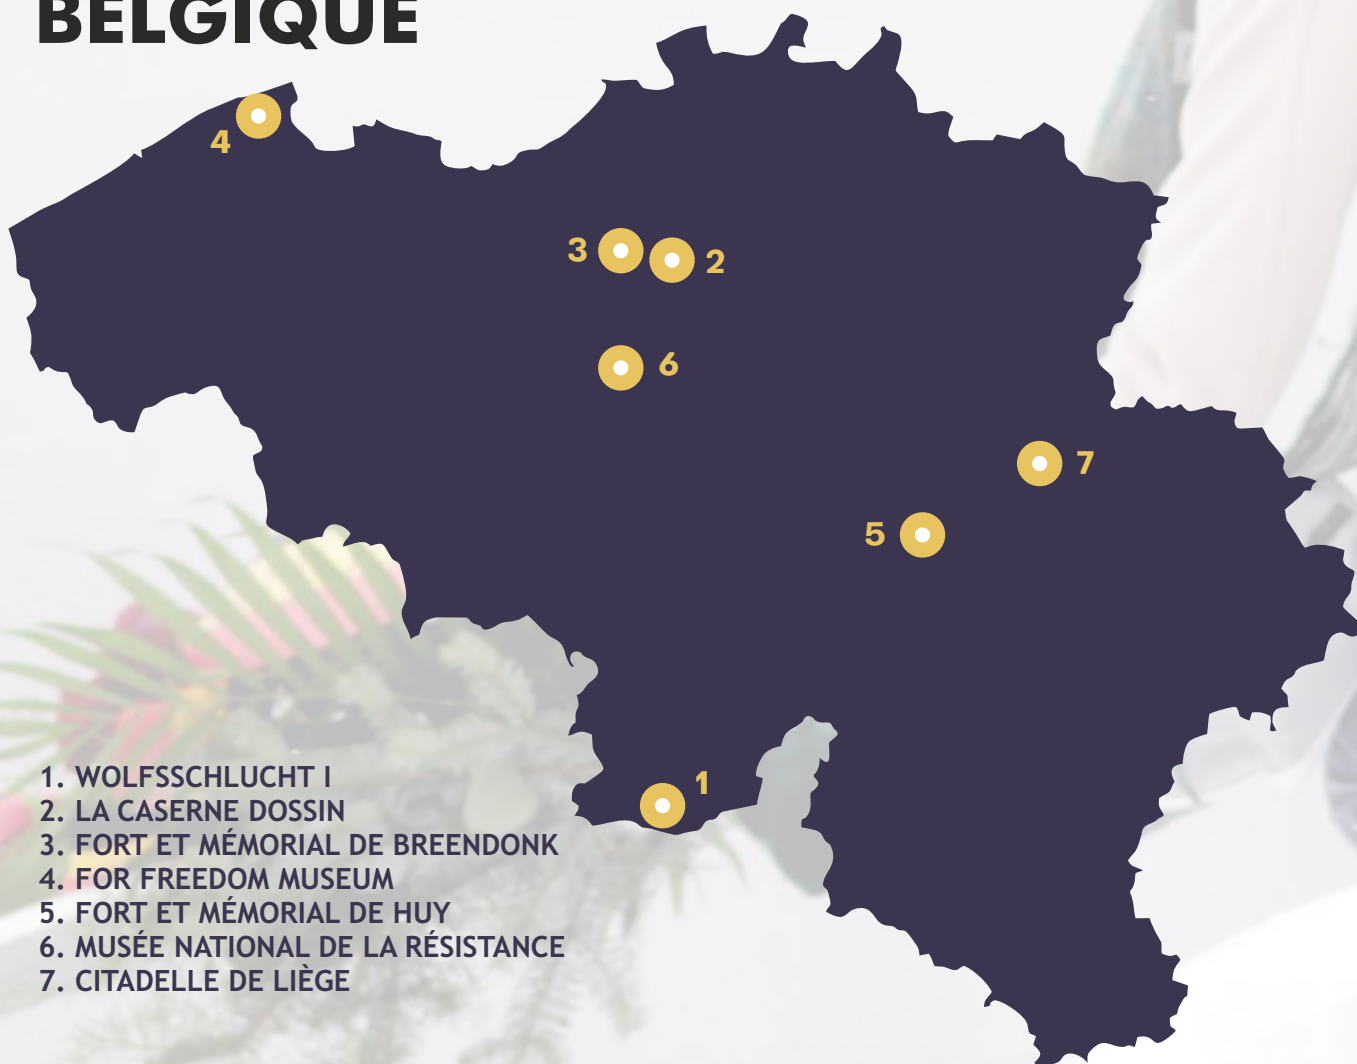 BELGIQUE
4
3
2
6
7
5
1
1. WOLFSSCHLUCHT I
2. LA CASERNE DOSSIN
3. FORT ET MÉMORIAL DE BREENDONK
4. FOR FREEDOM MUSEUM
5. FORT ET MÉMORIAL DE HUY
6. MUSÉE NATIONAL DE LA RÉSISTANCE
7. CITADELLE DE LIÈGE